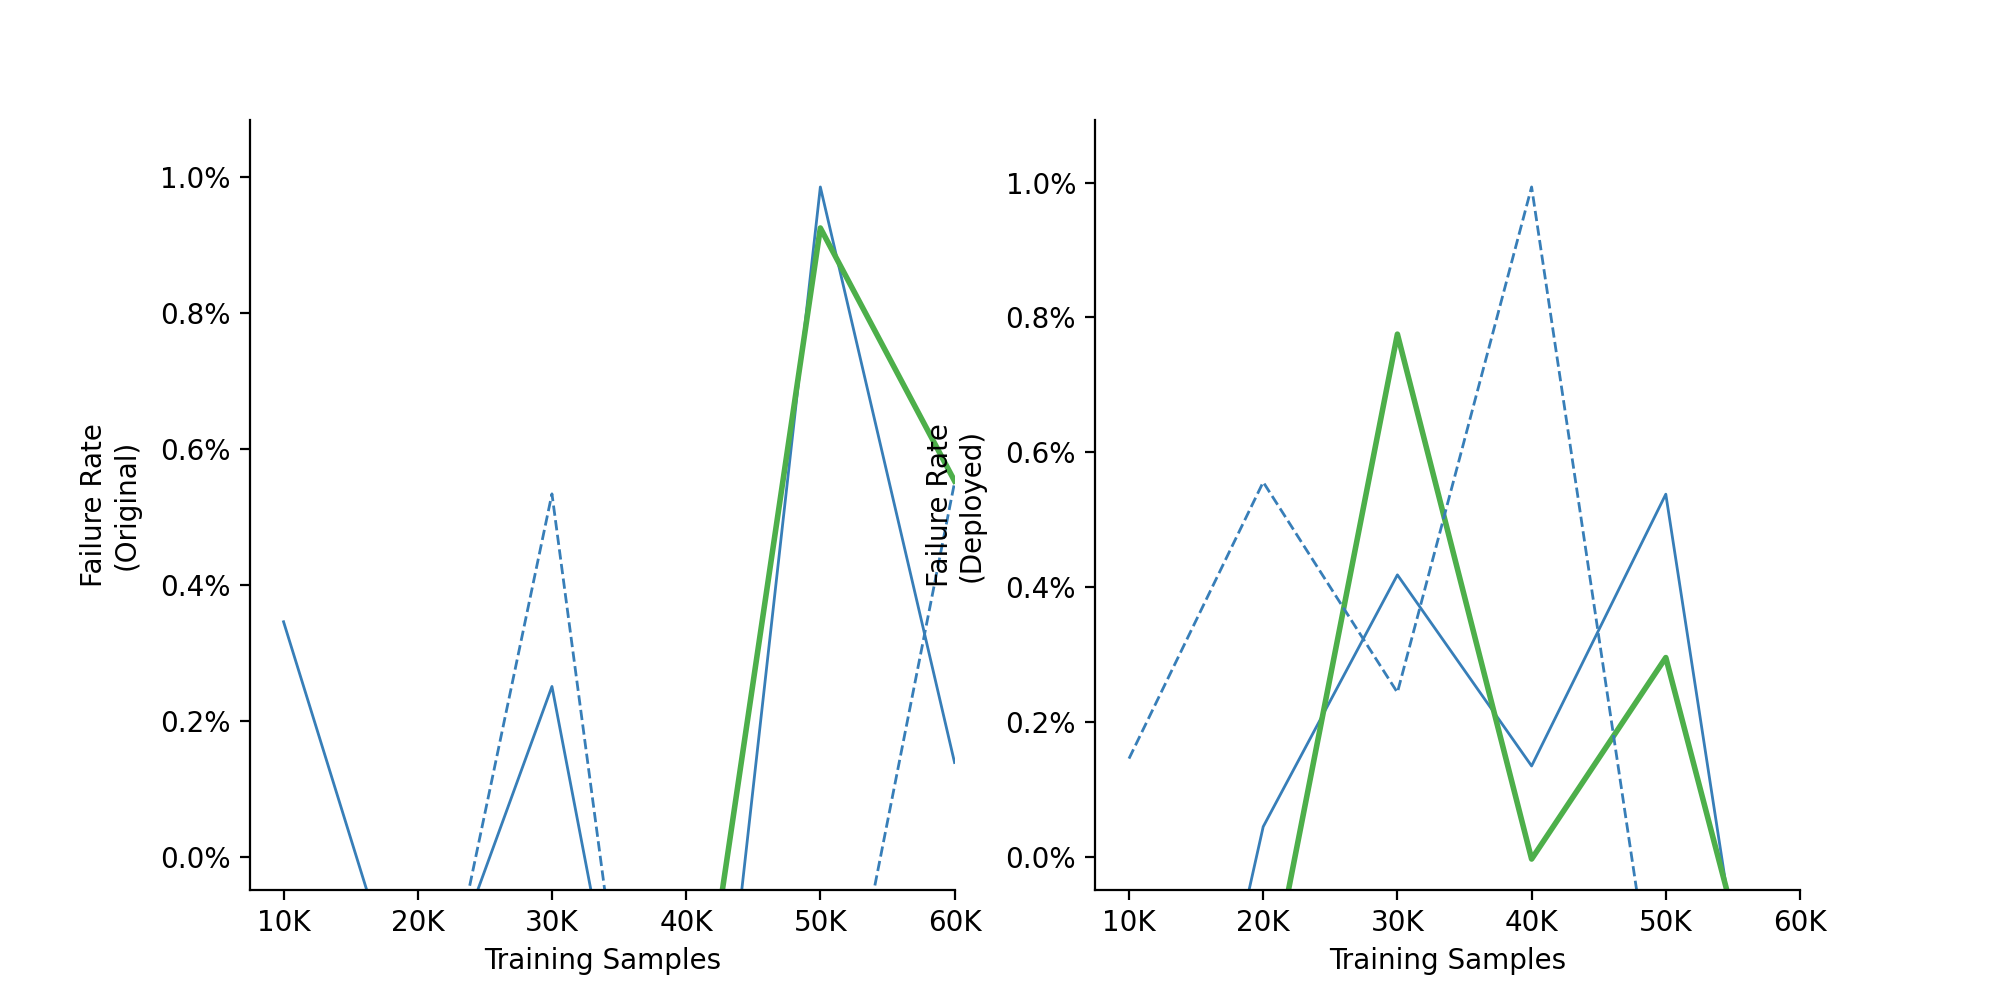 1.0%
0.8%
0.6%
0.4%
0.2%
0.0%
Failure Rate
(Original)
10K 20K 30K 40K 50K 60K
Training Samples
1.0%
0.8%
0.6%
0.4%
0.2%
0.0%
Failure Rate
(Deployed)
10K 20K 30K 40K 50K 60K
Training Samples